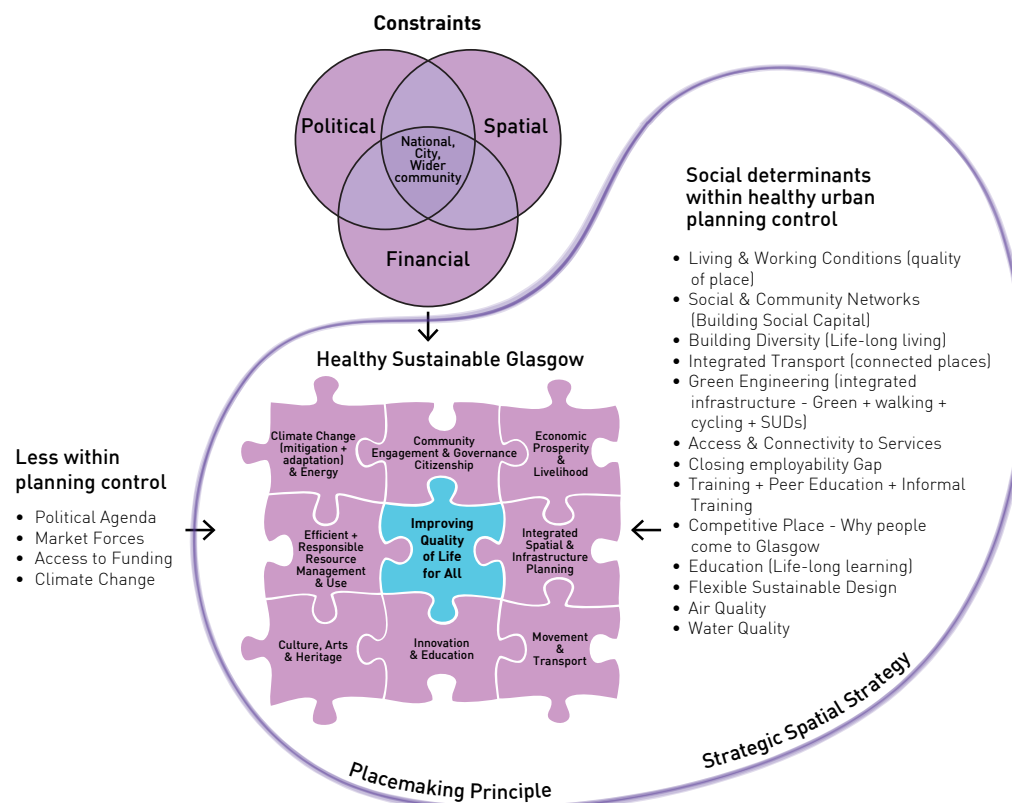 Constraints
Political
Spatial
National,
City,
Wider
community
Financial
Healthy Sustainable Glasgow
Climate Change
(mitigation +
adaptation)
& Energy
Community
Engagement & Governance
Citizenship
Economic
Prosperity
&
Livelihood
Efficient +
Responsible
Resource
Management
& Use
Improving
Quality
of Life
for All
Integrated
Spatial &
Infrastructure
Planning
Culture, Arts
& Heritage
Innovation
& Education
Movement
&
Transport
Less within
planning control
• Political Agenda
• Market Forces
• Access to Funding
• Climate Change
Social determinants
within healthy urban
planning control
• Living & Working Conditions (quality
of place)
• Social & Community Networks
(Building Social Capital)
• Building Diversity (Life-long living)
• Integrated Transport (connected places)
• Green Engineering (integrated
infrastructure - Green + walking +
cycling + SUDs)
• Access & Connectivity to Services
• Closing employability Gap
• Training + Peer Education + Informal
Training
• Competitive Place - Why people
come to Glasgow
• Education (Life-long learning)
• Flexible Sustainable Design
• Air Quality
• Water Quality
Placemaking Principle
Strategic Spatial Strategy